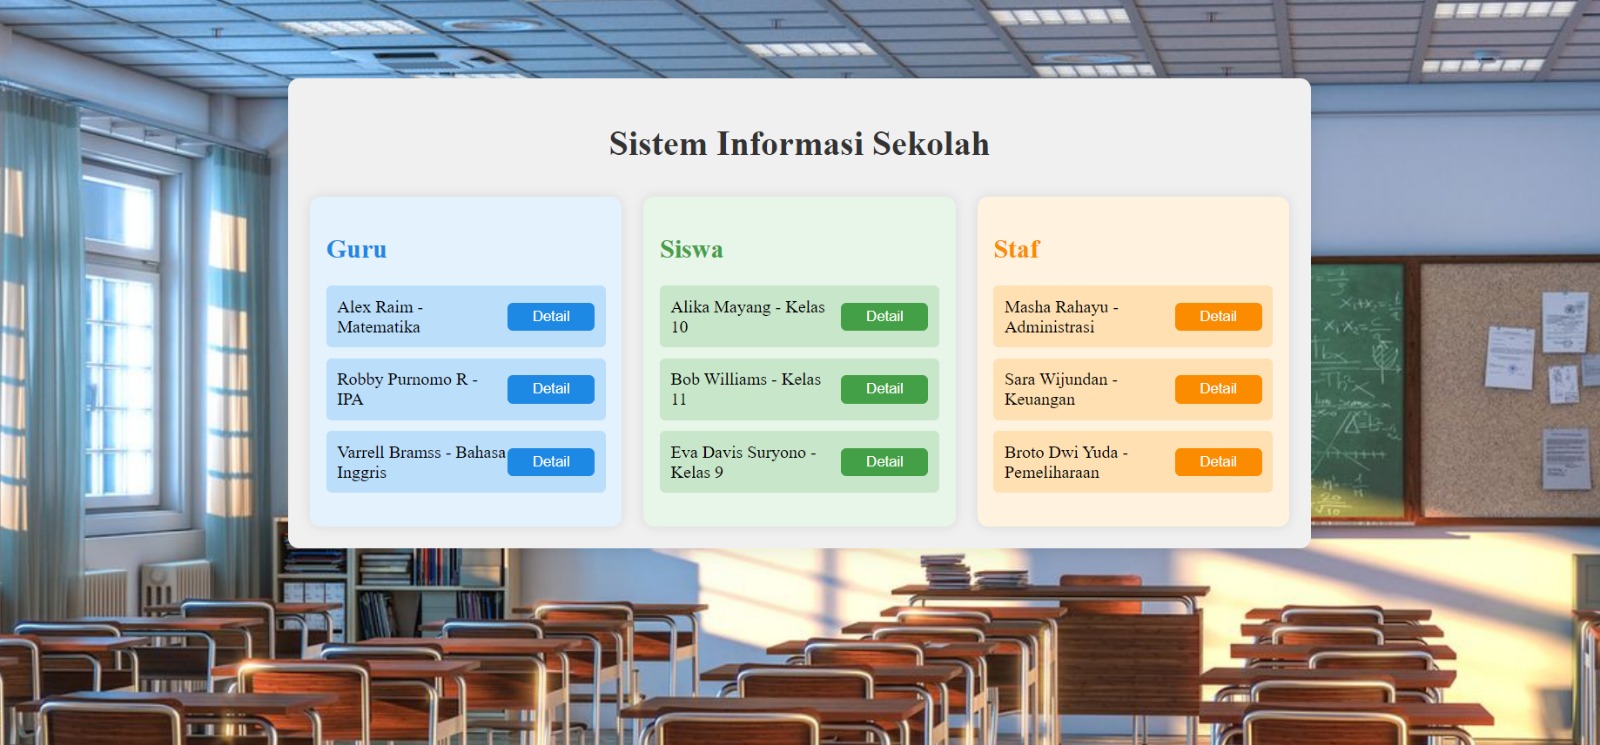 Sistem Informasi Sekolah
Guru
Alex Raim -
Matematika
Detail
Robby Purnomo R -
IPA
Detail
Varrell Bramss - Bahasa
Inggris
Detail
Siswa
Alika Mayang - Kelas
10
Detail
Bob Williams - Kelas
11
Detail
Eva Davis Suryono -
Kelas 9
Detail
Staf
Masha Rahayu -
Administrasi
Detail
Sara Wijundan -
Keuangan
Detail
Broto Dwi Yuda -
Pemeliharaan
Detail